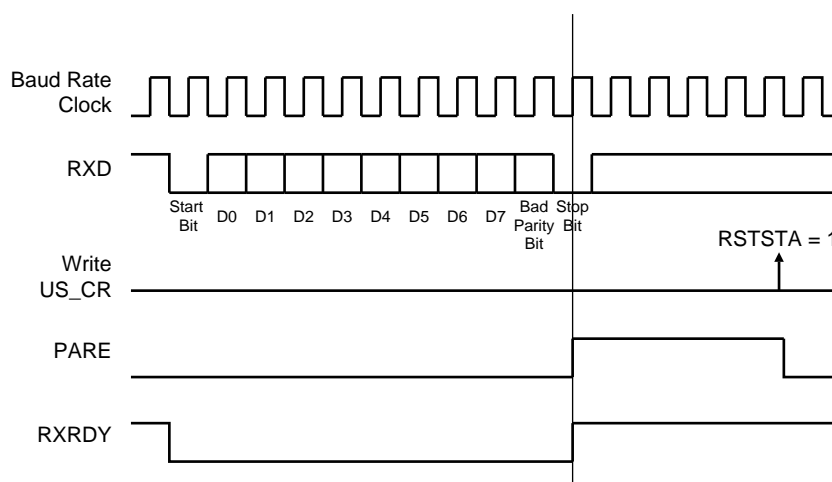 Baud Rate
Clock
RXD
Start
Bit
D0
D1
D2
D3
D4
D5
D6
D7
Bad
Parity
Bit
Stop
Bit
RSTSTA = 1
Write
US_CR
PARE
RXRDY